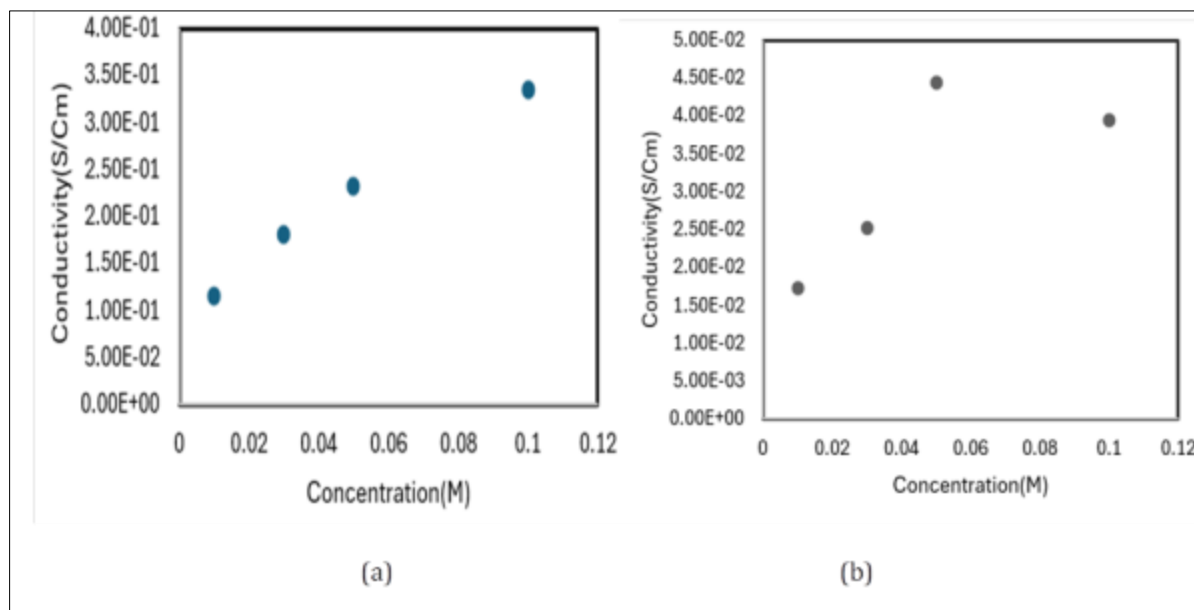 4.00E-01
3.50E-01
3.00E-01
2.50E-01
2.00E-01
1.50E-01
1.00E-01
5.00E-02
0.00E+00
Conductivity(S/Cm)
0 0.02 0.04 0.06 0.08 0.1 0.12
Concentration(M)
(a)
5.00E-02
4.50E-02
4.00E-02
3.50E-02
3.00E-02
2.50E-02
2.00E-02
1.50E-02
1.00E-02
5.00E-03
0.00E+00
Conductivity(S/Cm)
0 0.02 0.04 0.06 0.08 0.1 0.12
Concentration(M)
(b)